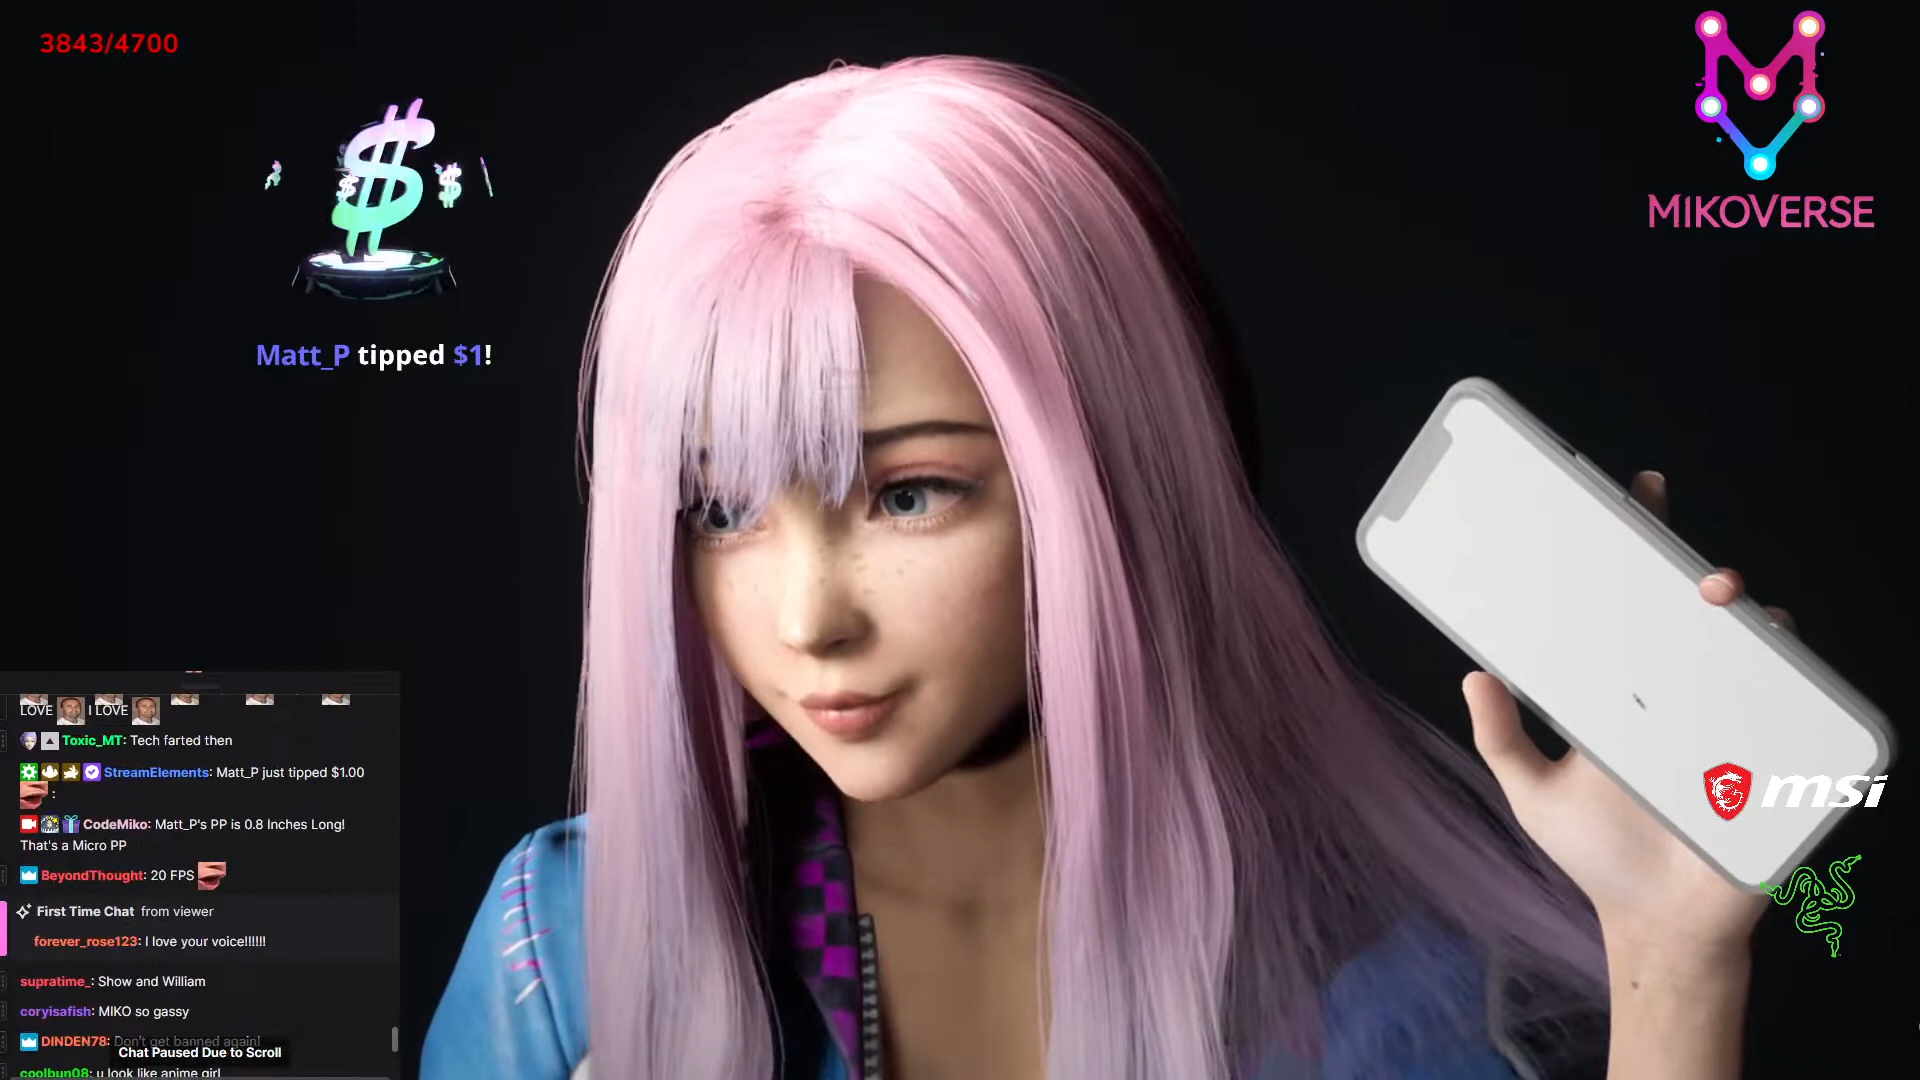 3843/4700
MIKOVERSE
Matt_P tipped $1!
LOVE I LOVE
Toxic_MT: Tech farted then
StreamElements: Matt_P just tipped $1.00
:
CodeMiko: Matt_P's PP is 0.8 Inches Long!
That's a Micro PP
BeyondThought: 20 FPS
First Time Chat from viewer
forever_rose123: I love your voice!!!!!!
supratime_: Show and William
coryisafish: MIKO so gassy
DINDEN78: Don't get banned again!
Chat Paused Due to Scroll
coolbun08: u look like anime girl
msi